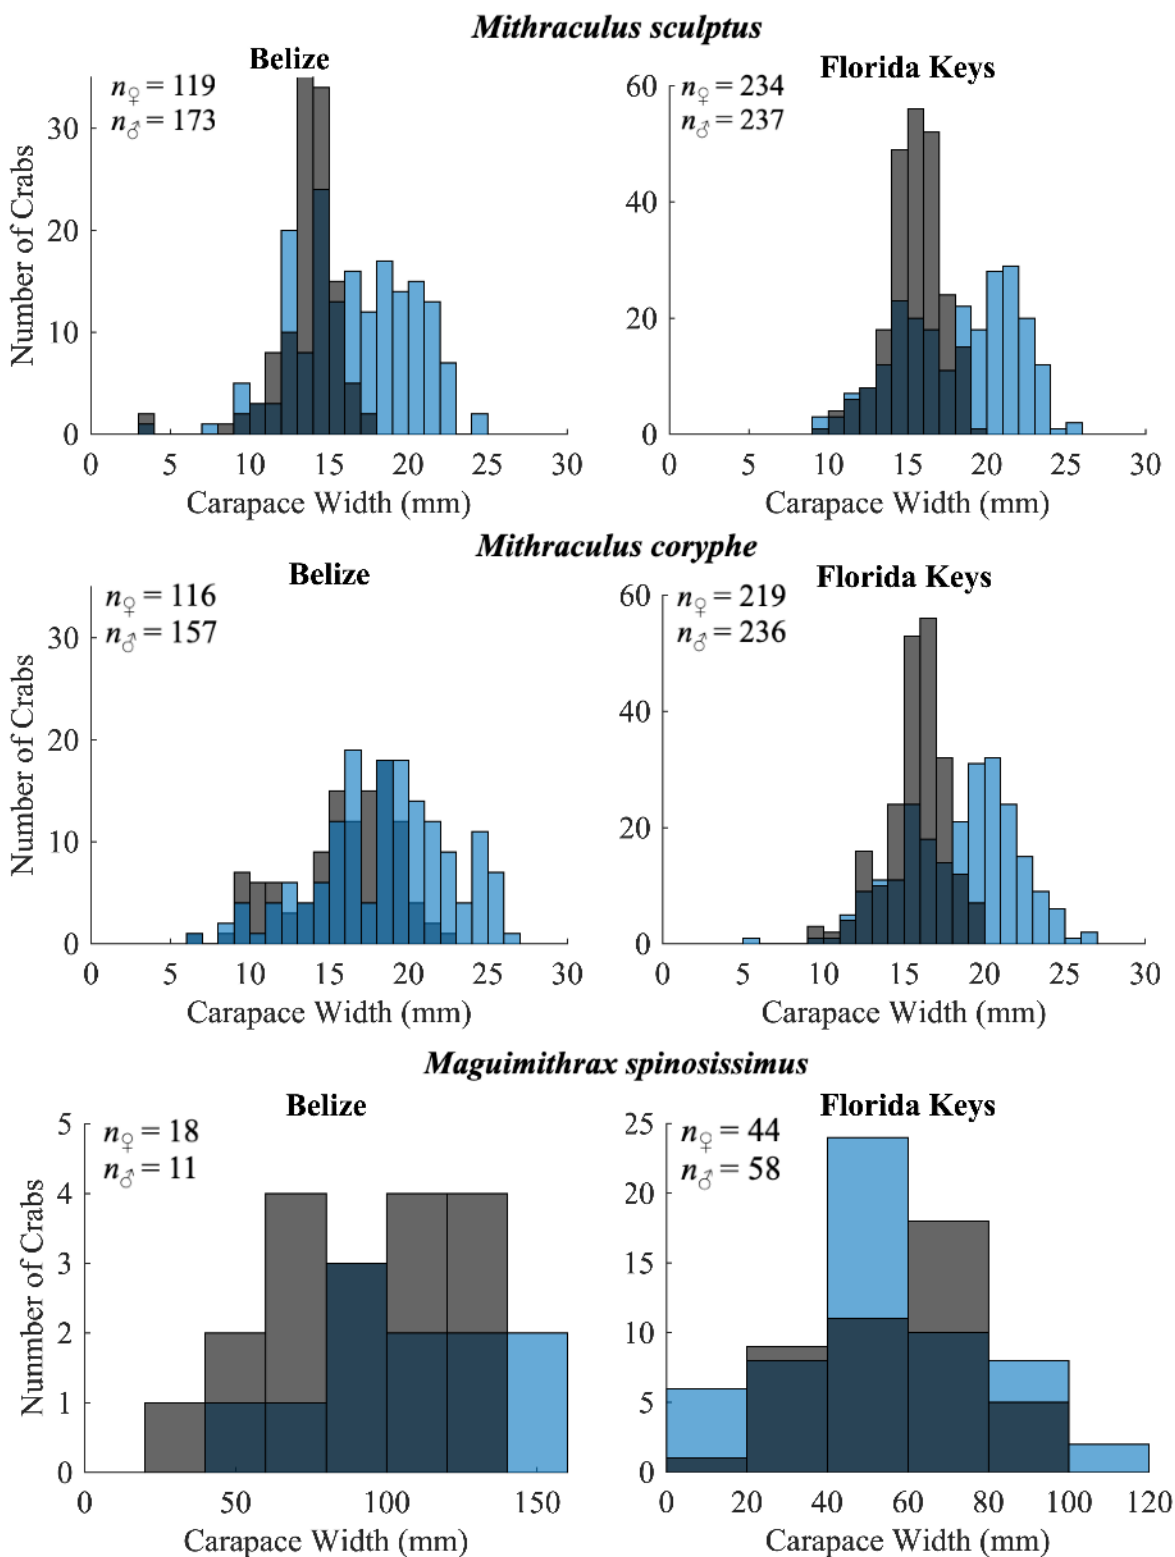 Mithraculus sculptus
Belize
n♀ = 119
n♂ = 173
Number of Crabs
30
20
10
0
0 5 10 15 20 25 30
Carapace Width (mm)
Florida Keys
n♀ = 234
n♂ = 237
60
40
20
0
0 5 10 15 20 25 30
Carapace Width (mm)
Mithraculus coryphe
Belize
n♀ = 116
n♂ = 157
Number of Crabs
30
20
10
0
0 5 10 15 20 25 30
Carapace Width (mm)
Florida Keys
n♀ = 219
n♂ = 236
60
40
20
0
0 5 10 15 20 25 30
Carapace Width (mm)
Maguimithrax spinosissimus
Belize
n♀ = 18
n♂ = 11
Nunmber of Crabs
5
4
3
2
1
0
0 50 100 150
Carapace Width (mm)
Florida Keys
n♀ = 44
n♂ = 58
25
20
15
10
5
0
0 20 40 60 80 100 120
Carapace Width (mm)